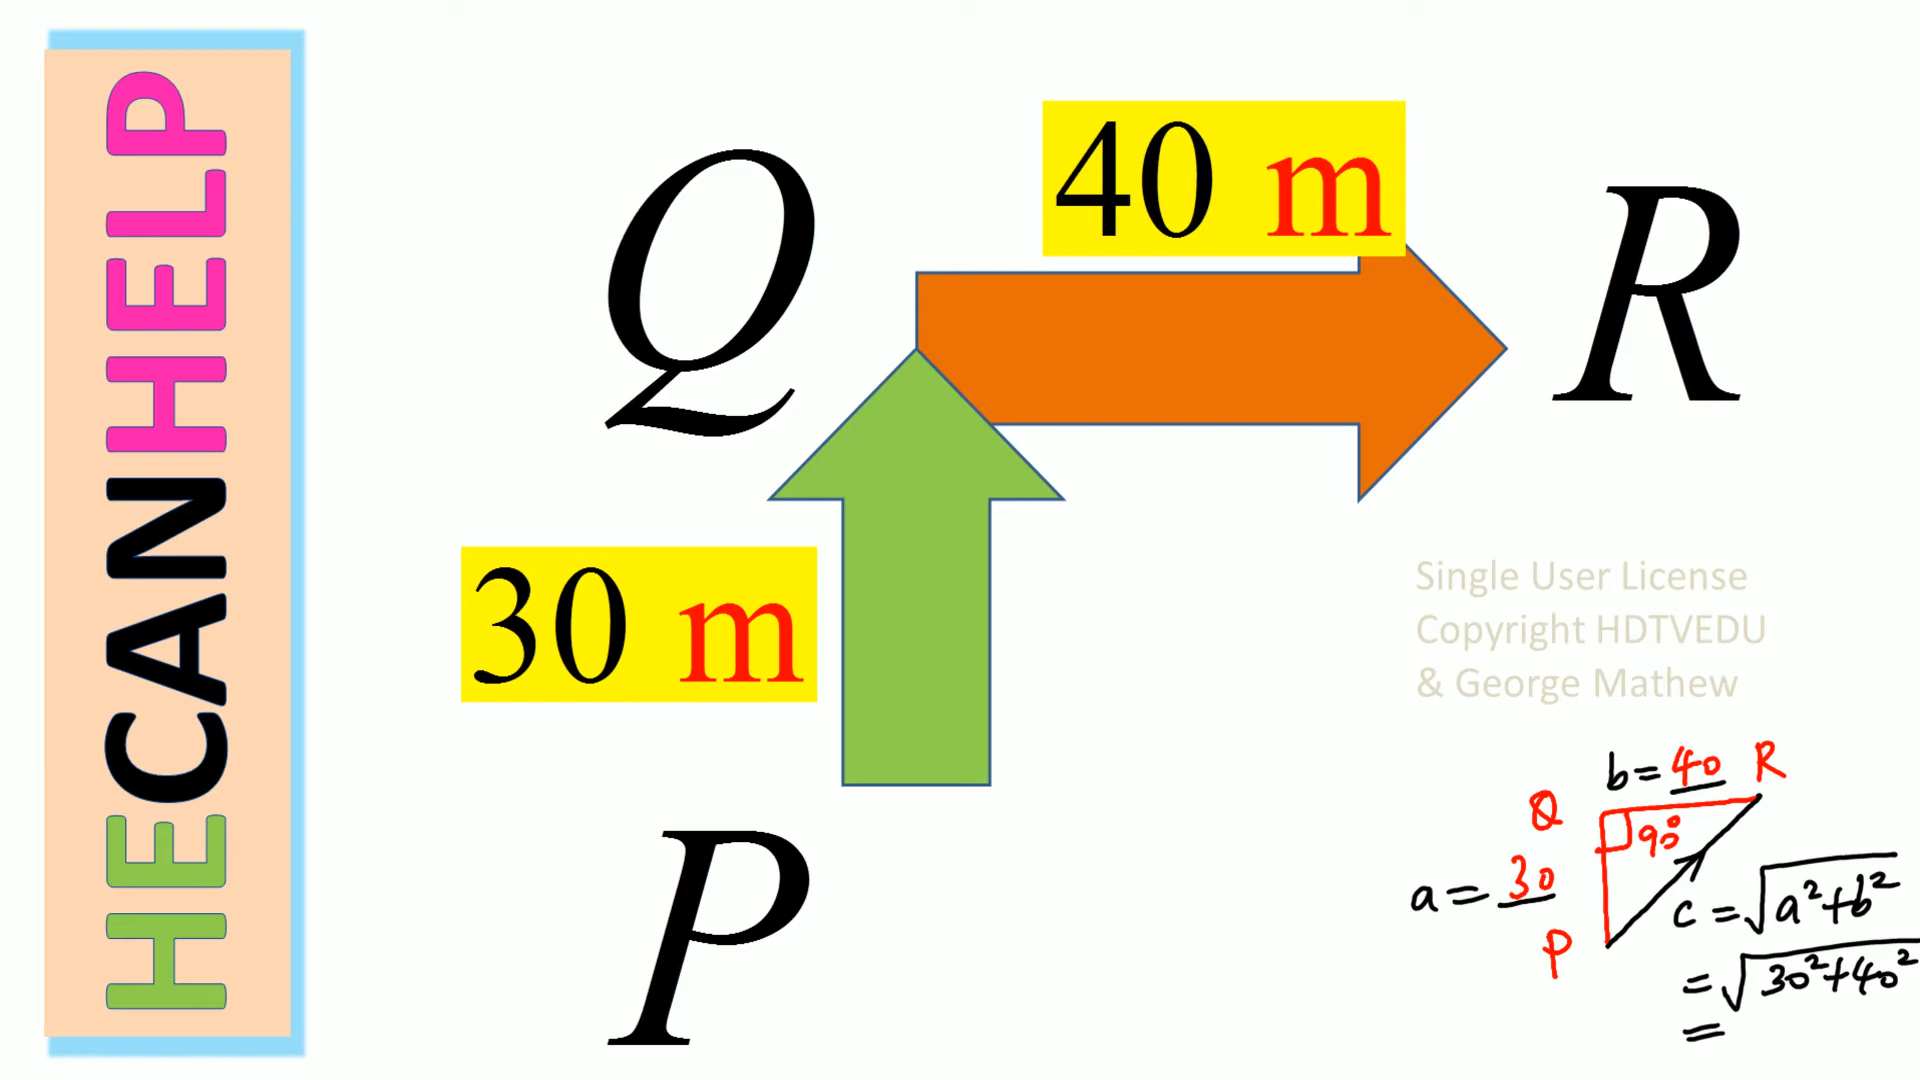 HECANHELP
40 m
Q
R
30 m
P
Single User License
Copyright HDTVEDU
& George Mathew
b = 40 R
Q
90°
a = 30
c = √a²+b²
P
= √30²+40²
=